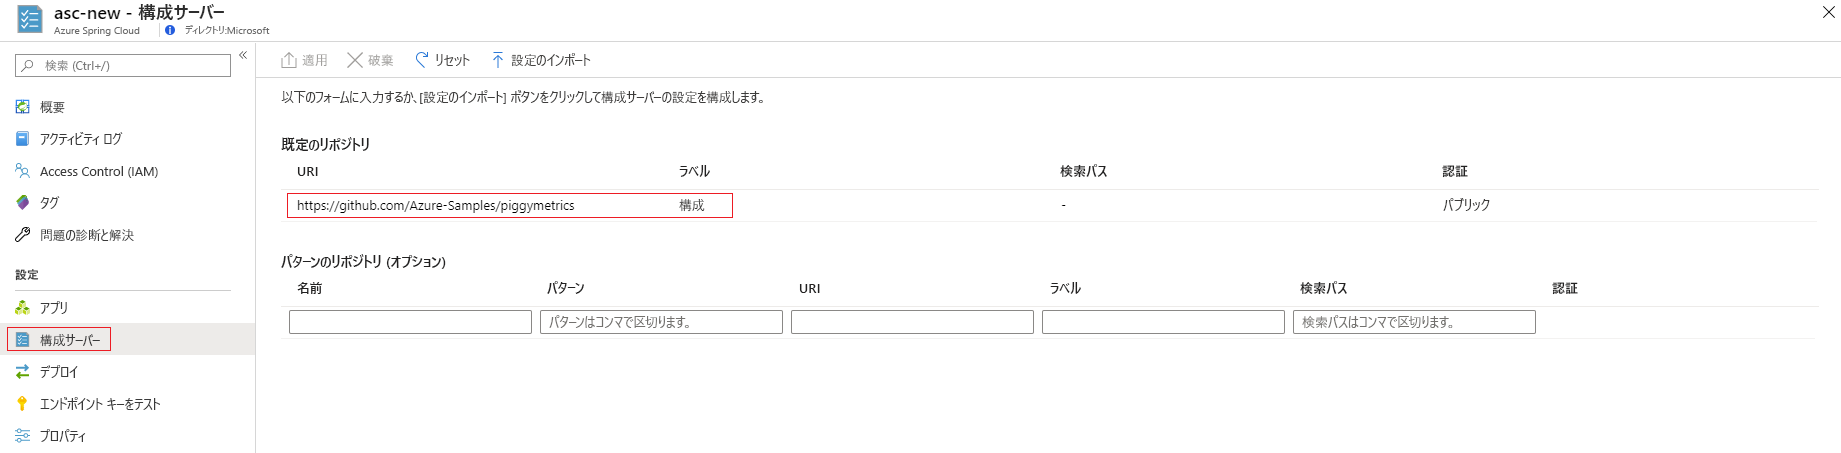 asc-new - 構成サーバー
Azure Spring Cloud
ディレクトリ:Microsoft
検索 (Ctrl+/)
概要
アクティビティ ログ
Access Control (IAM)
タグ
問題の診断と解決
設定
アプリ
構成サーバー
デプロイ
エンドポイント キーをテスト
プロパティ
適用 破棄 リセット 設定のインポート
以下のフォームに入力するか、[設定のインポート] ボタンをクリックして構成サーバーの設定を構成します。
既定のリポジトリ
URI ラベル 検索パス 認証
https://github.com/Azure-Samples/piggymetrics 構成 - パブリック
パターンのリポジトリ (オプション)
名前 パターン URI ラベル 検索パス 認証
パターンはコンマで区切ります。 検索パスはコンマで区切ります。